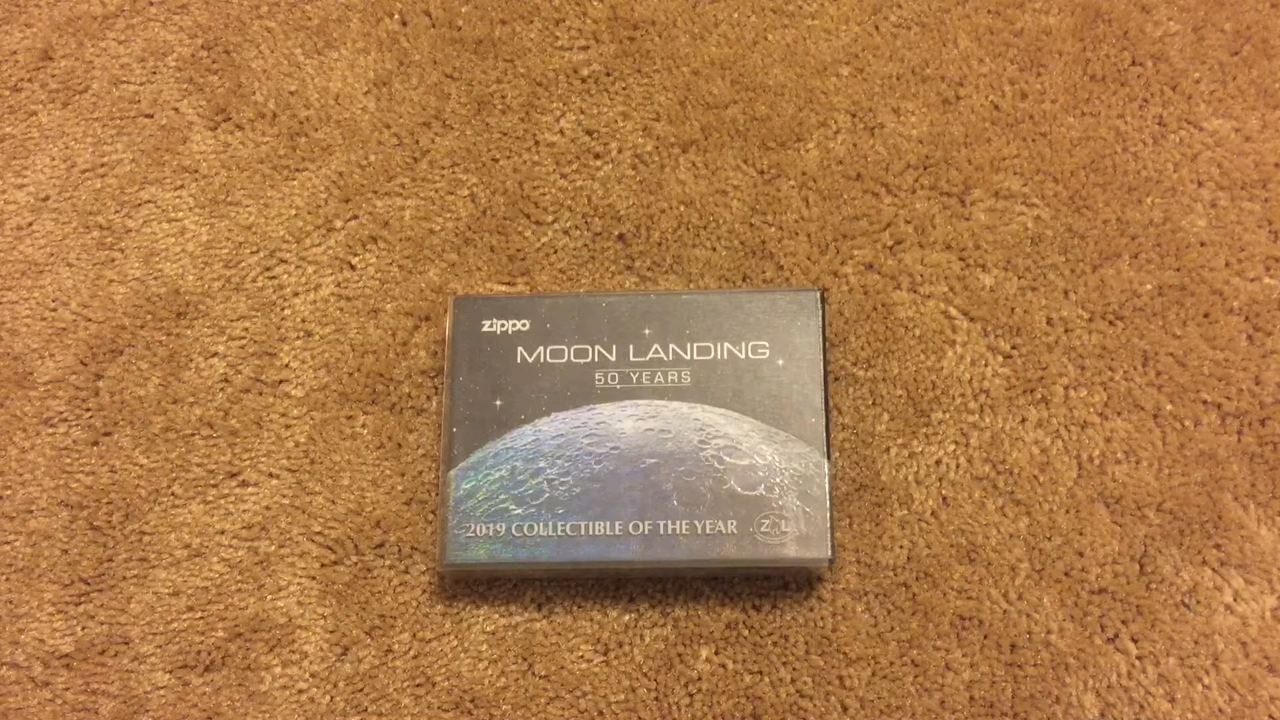 zippo
MOON LANDING
50 YEARS
2019 COLLECTIBLE OF THE YEAR
Z L